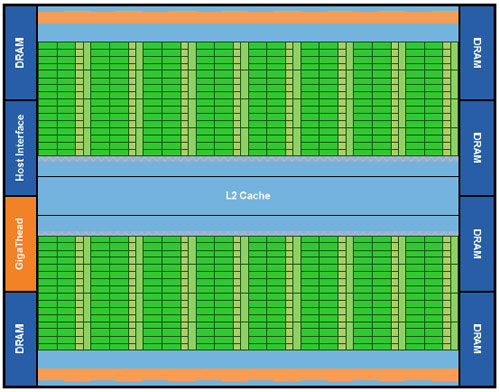 DRAM
Host Interface
GigaThead
DRAM
L2 Cache
DRAM
DRAM
DRAM
DRAM